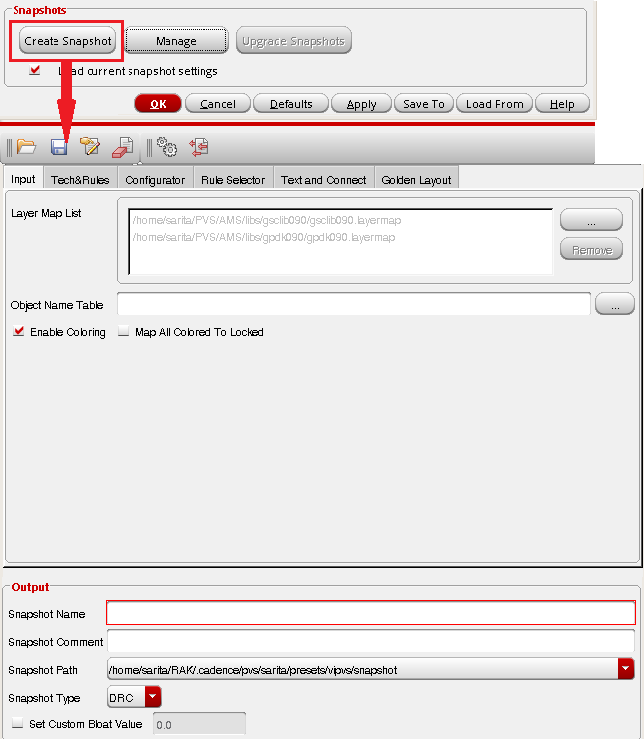 Snapshots
Create Snapshot Manage Upgrade Snapshots
Load current snapshot settings
OK Cancel Defaults Apply Save To Load From Help
Input Tech&Rules Configurator Rule Selector Text and Connect Golden Layout
Layer Map List
/home/sarita/PVS/AMS/libs/gsclib090/gsclib090.layermap
...
/home/sarita/PVS/AMS/libs/gpdk090/gpdk090.layermap
Remove
Object Name Table ...
Enable Coloring Map All Colored To Locked
Output
Snapshot Name
Snapshot Comment
Snapshot Path /home/sarita/RAK/.cadence/pvs/sarita/presets/vipvs/snapshot
Snapshot Type DRC
Set Custom Bloat Value 0.0